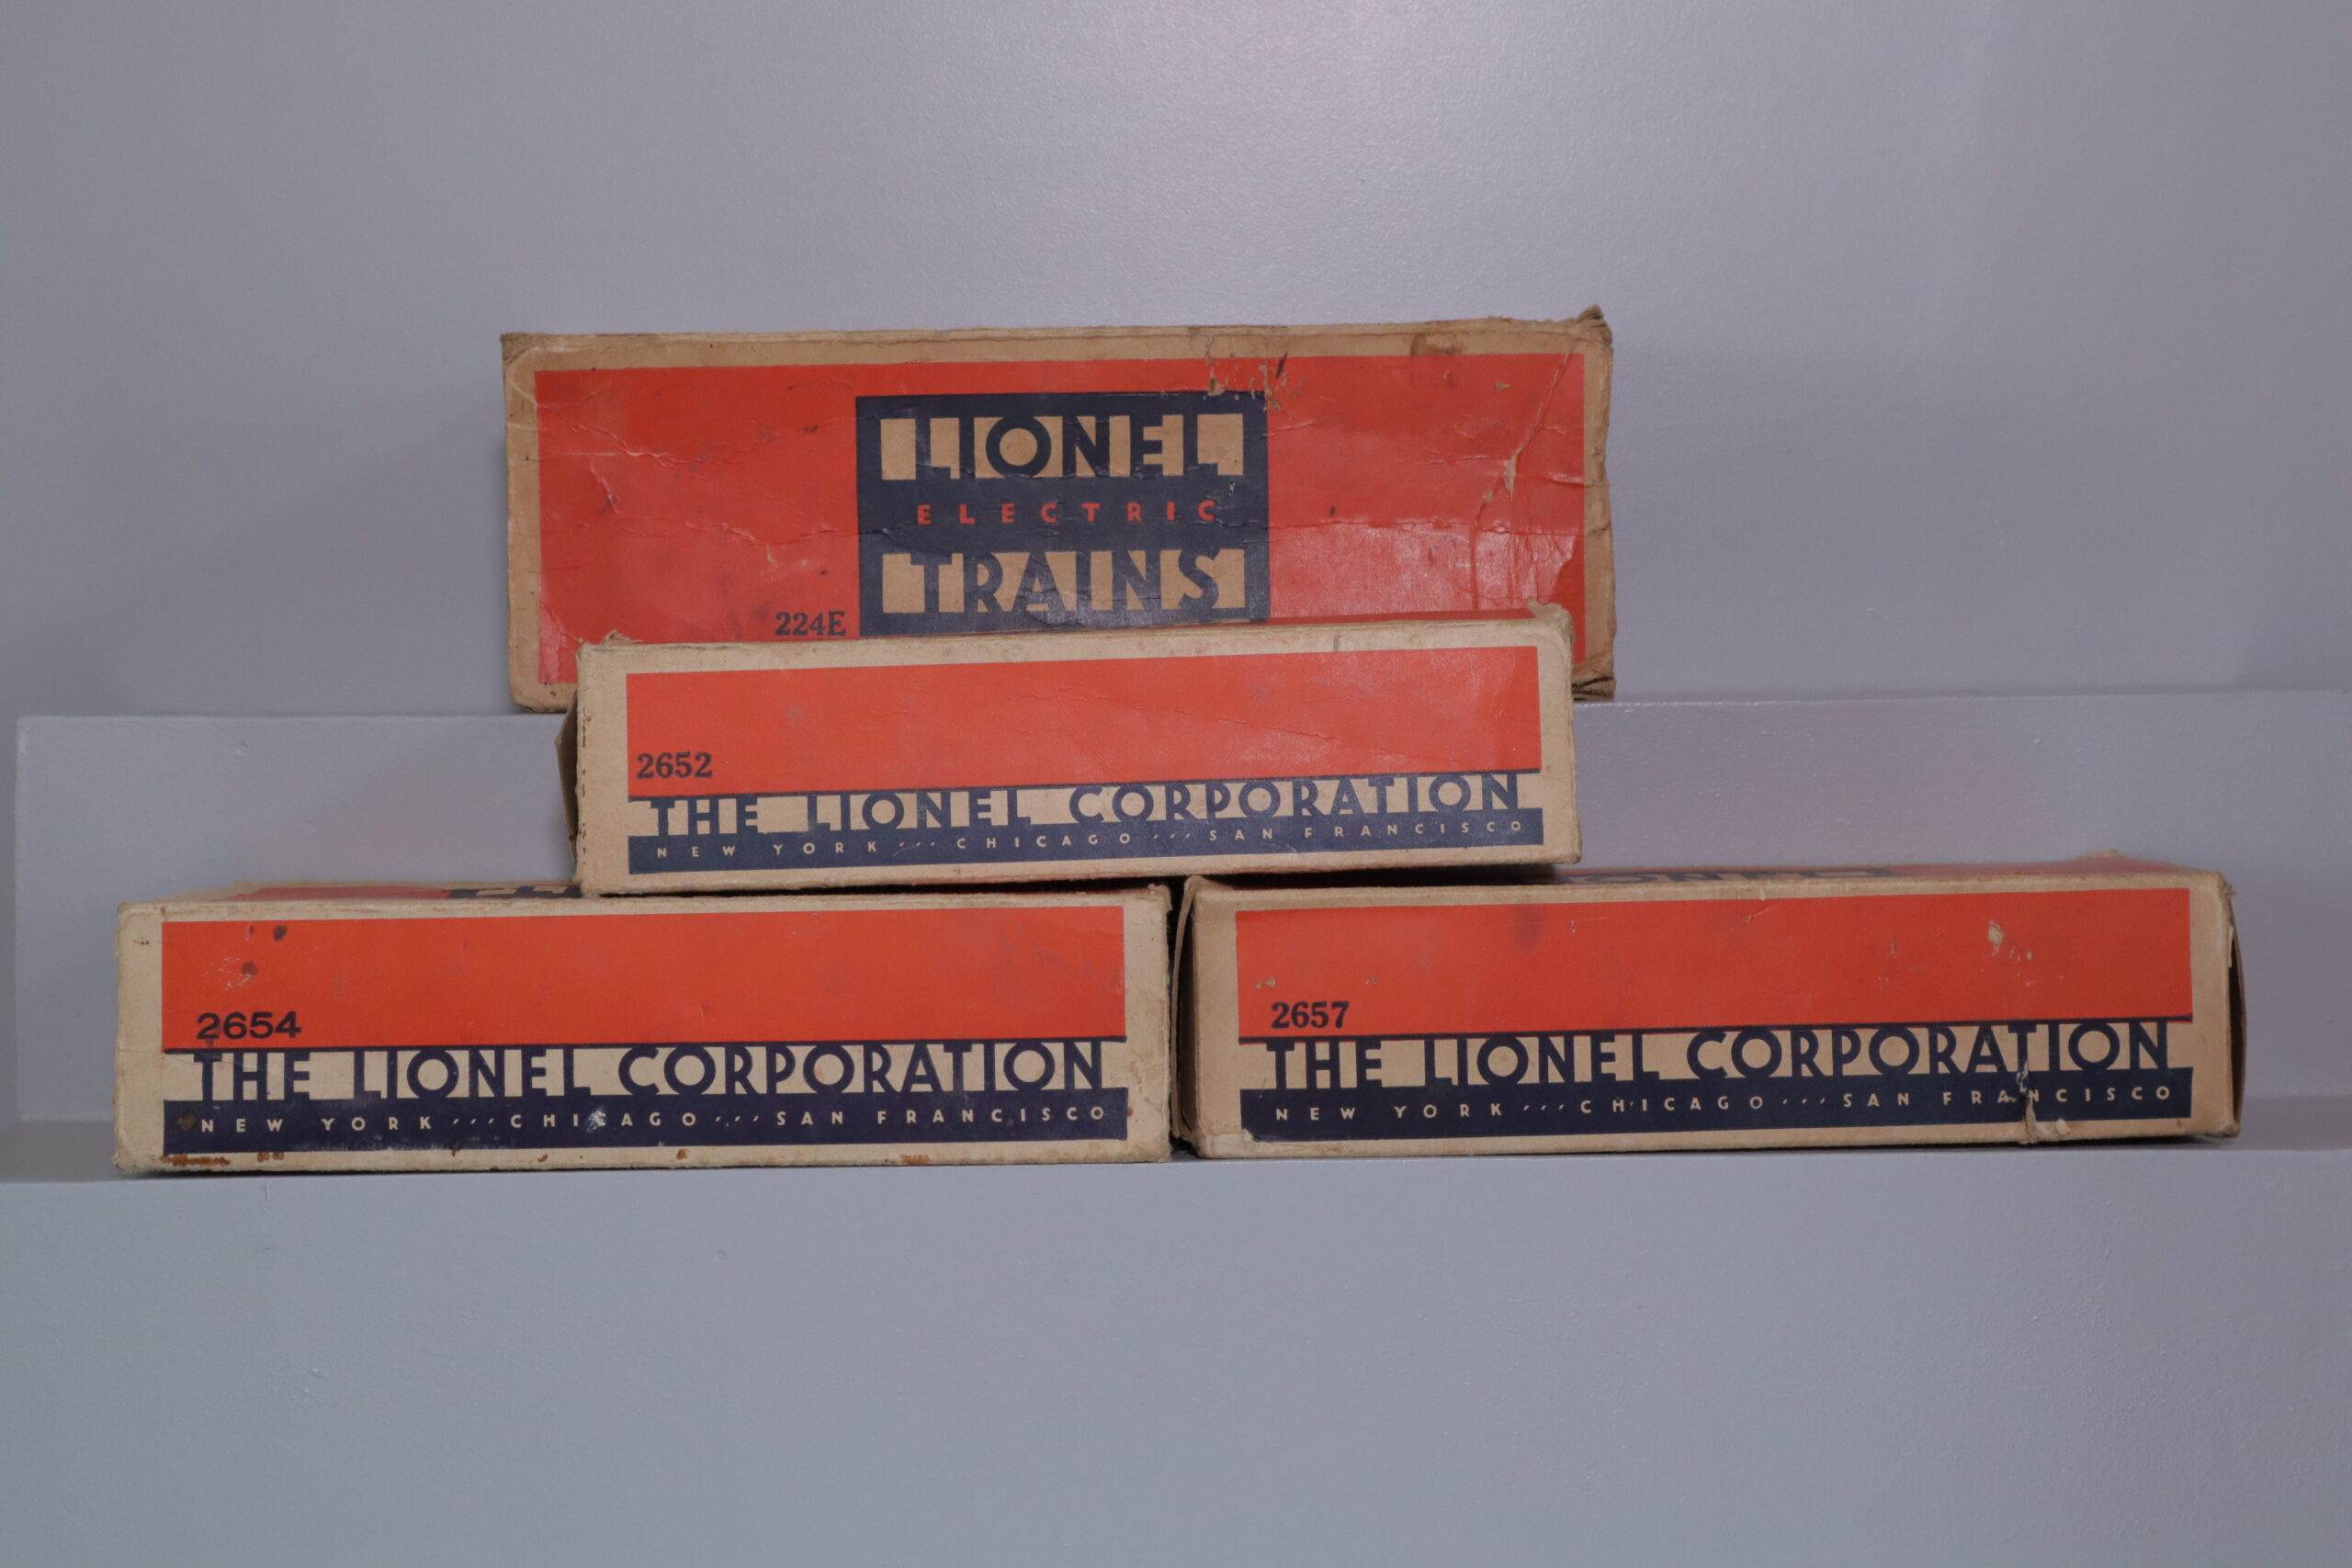 LIONEL
ELECTRIC
TRAINS
224E
2652
THE LIONEL CORPORATION
NEW YORK ,,, CHICAGO ,,, SAN FRANCISCO
2654
THE LIONEL CORPORATION
NEW YORK ,,, CHICAGO ,,, SAN FRANCISCO
2657
THE LIONEL CORPORATION
NEW YORK ,,, CHICAGO ,,, SAN FRANCISCO